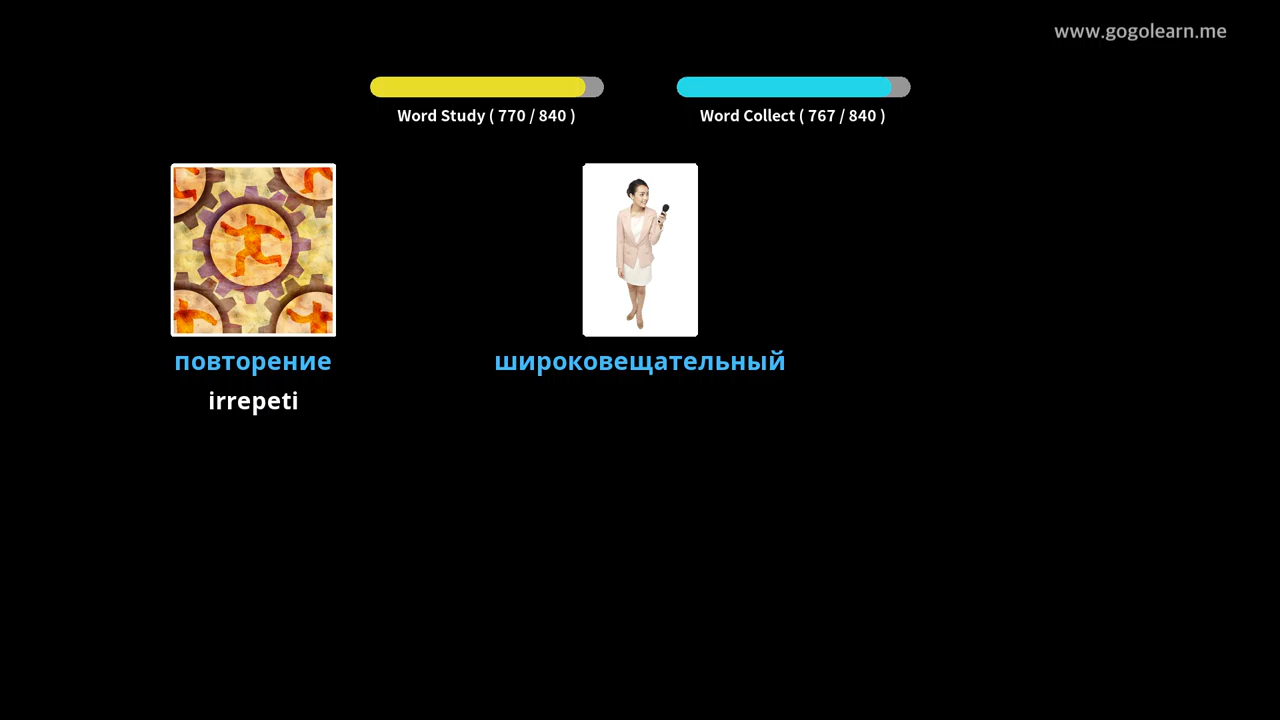 www.gogolearn.me
Word Study ( 770 / 840 )
Word Collect ( 767 / 840 )
повторение
irrepeti
широковещательный